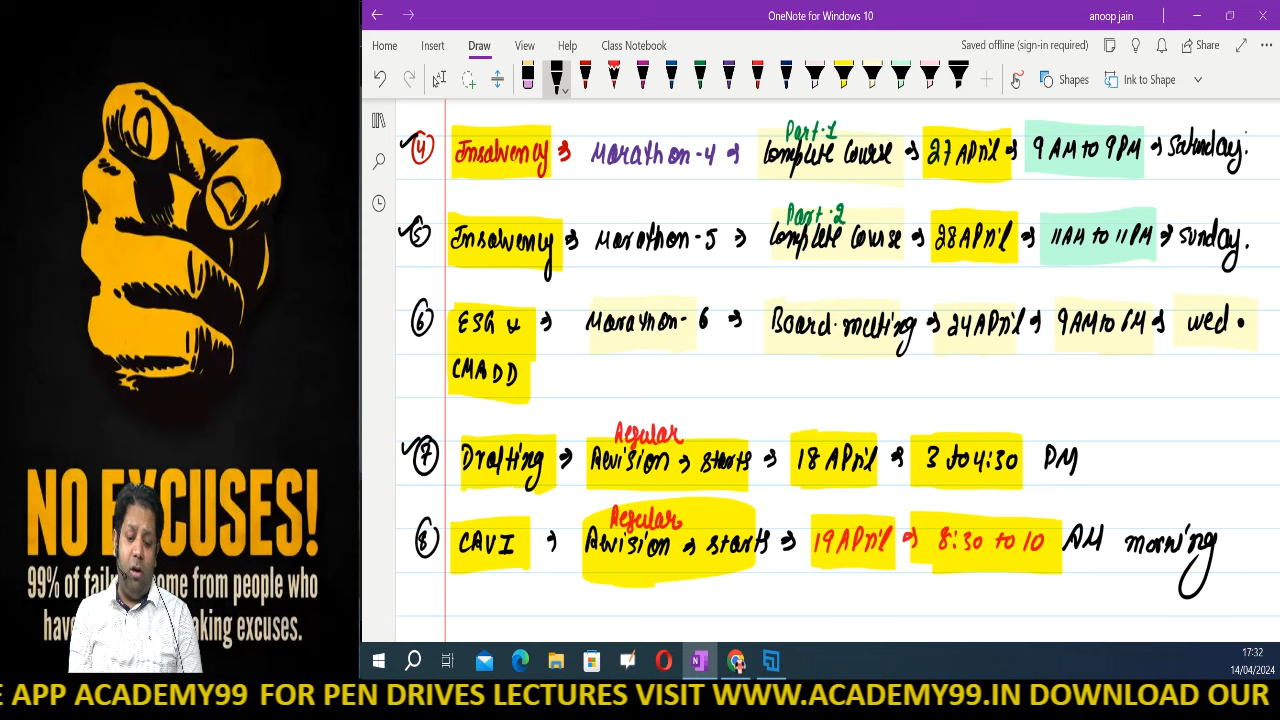 OneNote for Windows 10
anoop jain
Home Insert Draw View Help Class Notebook
Saved offline (sign-in required)
Share
Shapes
Ink to Shape
Part-1
4 Insolvency → Marathon-4 → Complete Course → 27 April → 9 AM to 9 PM → Saturday.
Part-2
5 Insolvency → Marathon-5 → Complete Course → 28 April → 11 AM to 11 PM → Sunday.
6 ESG → Marathon-6 → Board meeting → 24 April → 9 AM to PM → Wed.
CMADD
Regular
7 Drafting → Revision → starts → 18 April → 3 to 4:30 PM
Regular
8 CAVI → Revision → starts → 19 April → 8:30 to 10 AM morning
NO EXCUSES!
99% of fail ome from people who
hav aking excuses.
17:32
14/04/2024
E APP ACADEMY99 FOR PEN DRIVES LECTURES VISIT WWW.ACADEMY99.IN DOWNLOAD OUR